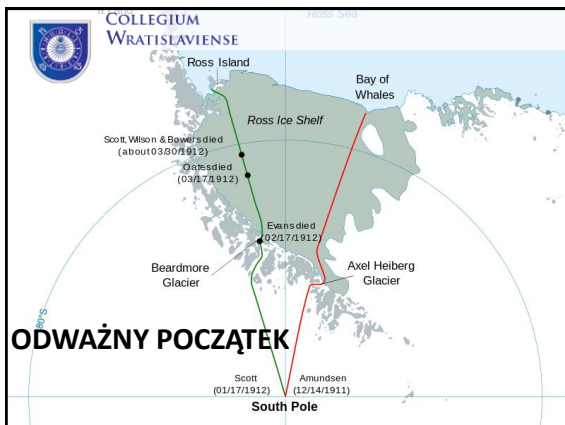 COLLEGIUM
WRATISLAVIENSE
Ross Sea
Ross Island
Bay of
Whales
Ross Ice Shelf
Scott, Wilson & Bowers died
(about 03/30/1912)
Oates died
(03/17/1912)
Evans died
(02/17/1912)
Beardmore
Glacier
Axel Heiberg
Glacier
80°S
ODWAŻNY POCZĄTEK
Scott
(01/17/1912)
Amundsen
(12/14/1911)
South Pole